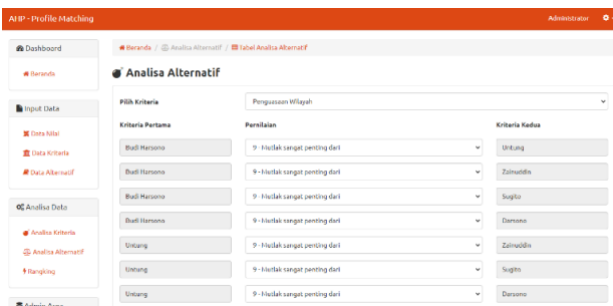 AHP - Profile Matching
Administrator
Dashboard
Beranda / Analisa Alternatif / Tabel Analisa Alternatif
Beranda
Analisa Alternatif
Input Data
Pilih Kriteria
Penguasaan Wilayah
Kriteria Pertama Pernilaian Kriteria Kedua
Data Nilai
Budi Harsono 9 - Mutlak sangat penting dari Untung
Data Kriteria
Data Alternatif
Budi Harsono 9 - Mutlak sangat penting dari Zainuddin
Budi Harsono 9 - Mutlak sangat penting dari Sugito
Analisa Data
Budi Harsono 9 - Mutlak sangat penting dari Darsono
Analisa Kriteria
Analisa Alternatif
Untung 9 - Mutlak sangat penting dari Zainuddin
Rangking
Untung 9 - Mutlak sangat penting dari Sugito
Untung 9 - Mutlak sangat penting dari Darsono